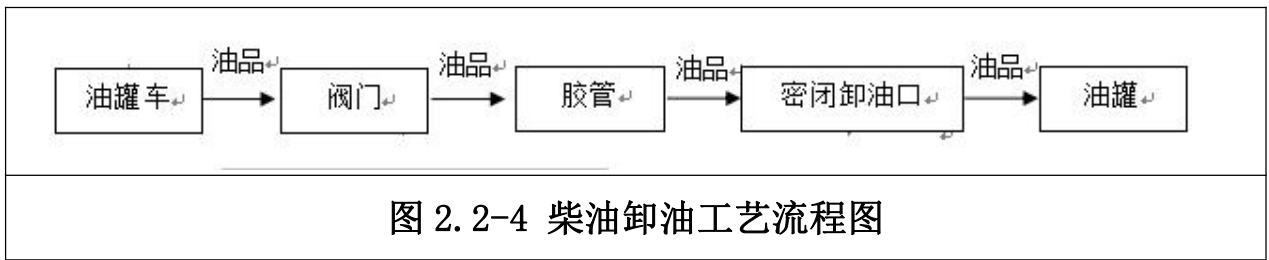 油品 油品 油品 油品
油罐车 阀门 胶管 密闭卸油口 油罐
图 2.2-4 柴油卸油工艺流程图